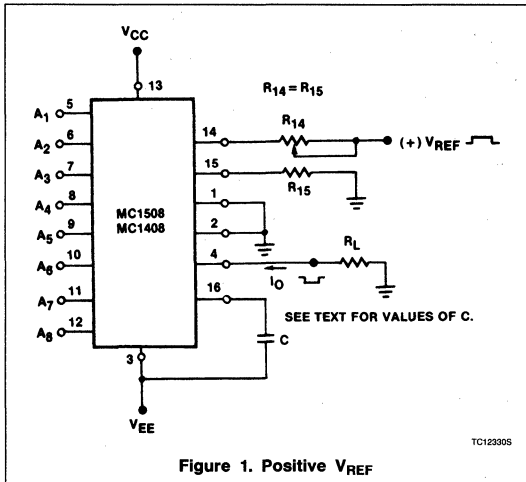 VCC
13
R14 = R15
A1 5
A2 6
A3 7
A4 8
A5 9
A6 10
A7 11
A8 12
MC1508
MC1408
14
R14
(+) VREF
15
R15
1
2
4
IO
RL
16
SEE TEXT FOR VALUES OF C.
C
3
VEE
TC12330S
Figure 1. Positive VREF